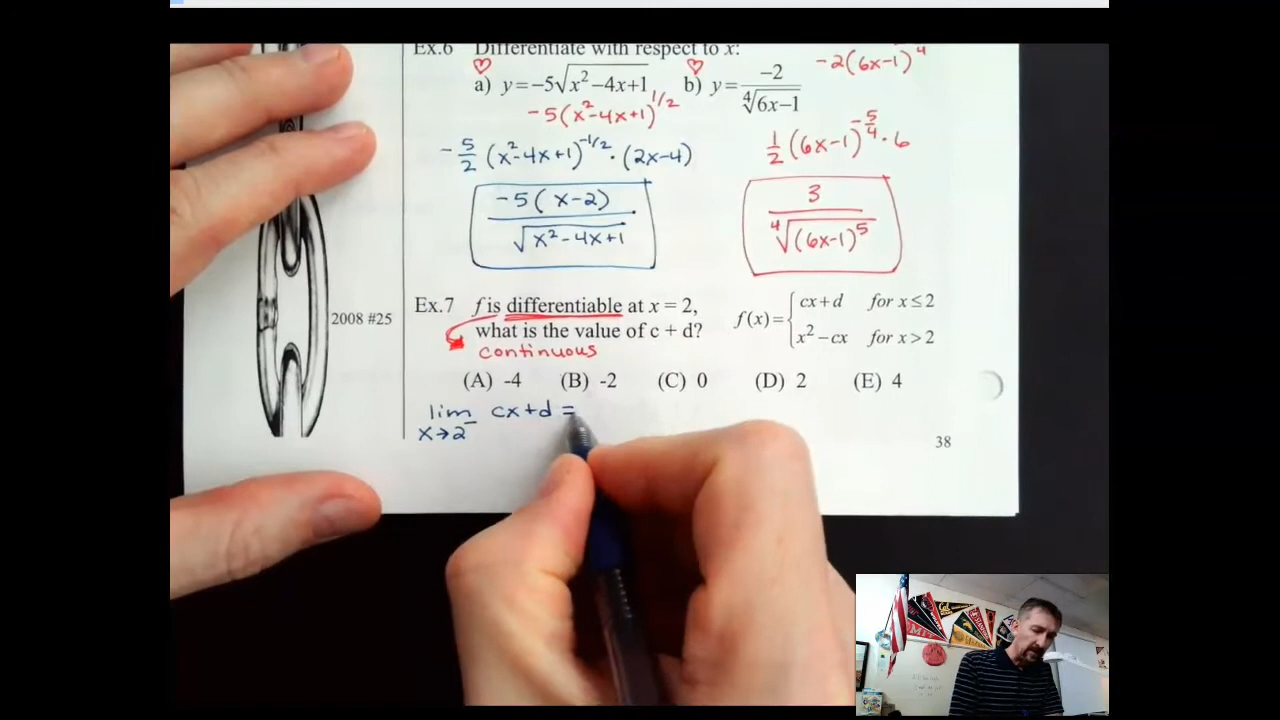 Ex.6 Differentiate with respect to x:
a) y=-5√(x²-4x+1)
-5(x²-4x+1)^1/2
-5/2 (x²-4x+1)^-1/2 · (2x-4)
-5(x-2)
√x²-4x+1
b) y= -2/∜(6x-1)
-2(6x-1)
1/2 (6x-1)^-5/4 · 6
3
∜(6x-1)^5
2008 #25
Ex.7 f is differentiable at x = 2,
what is the value of c + d?
continuous
f(x)= { cx+d for x≤2
x²-cx for x>2
(A) -4 (B) -2 (C) 0 (D) 2 (E) 4
lim cx+d =
x→2⁻
38